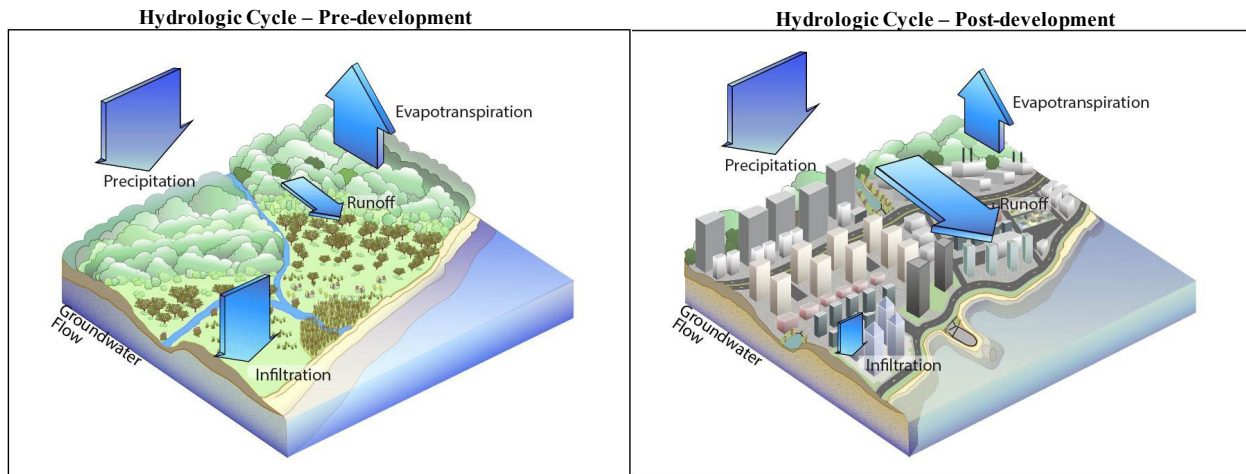 Hydrologic Cycle – Pre-development
Evapotranspiration
Precipitation
Runoff
Groundwater
Flow
Infiltration
Hydrologic Cycle – Post-development
Evapotranspiration
Precipitation
Runoff
Groundwater
Flow
Infiltration